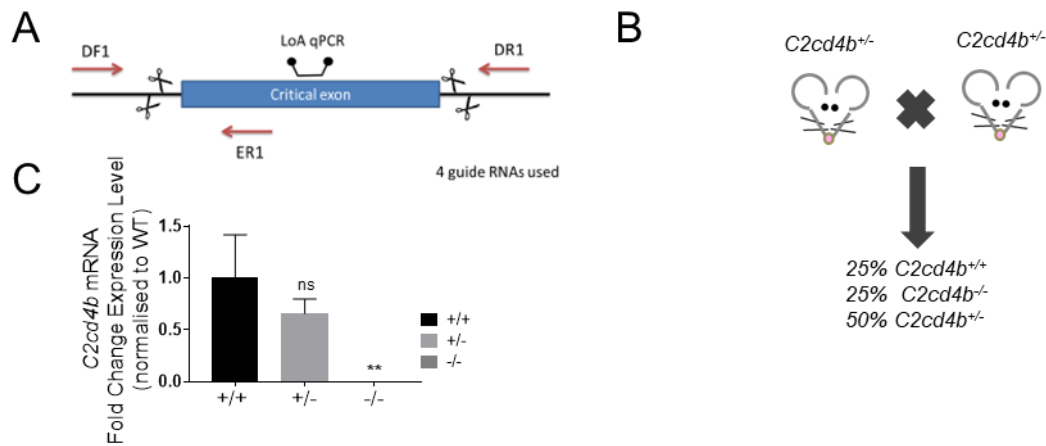 A
DF1
LoA qPCR
DR1
Critical exon
ER1
4 guide RNAs used
B
C2cd4b+/-
C2cd4b+/-
25% C2cd4b+/+
25% C2cd4b-/-
50% C2cd4b+/-
C
C2cd4b mRNA
Fold Change Expression Level
(normalised to WT)
1.5
1.0
0.5
0.0
ns
**
+/+
+/-
-/-
+/+
+/-
-/-